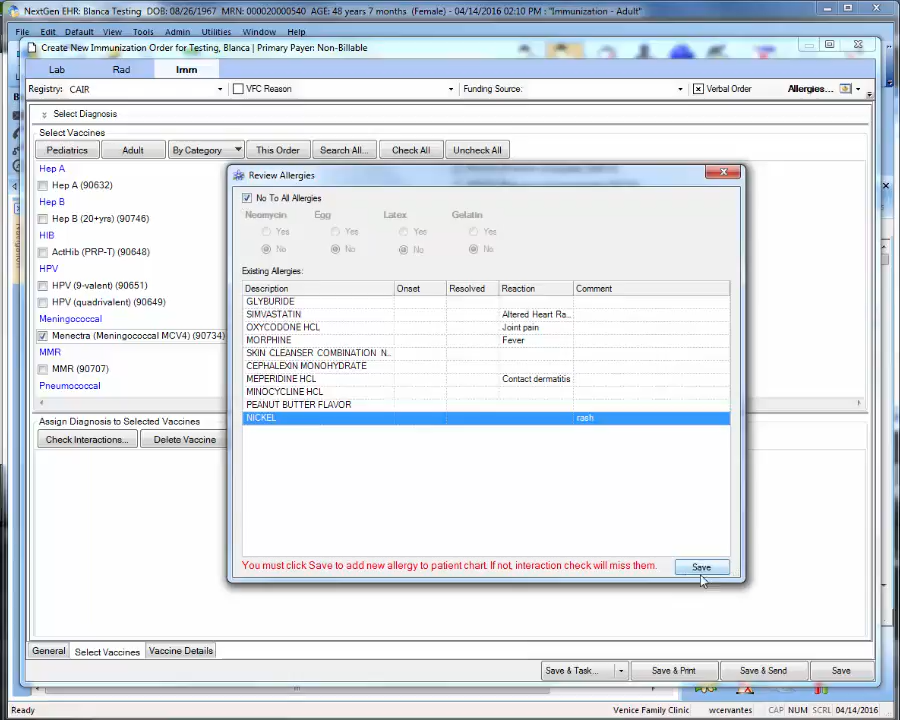 NextGen EHR: Blanca Testing DOB: 08/26/1967 MRN: 000020000540 AGE: 48 years 7 months (Female) - 04/14/2016 02:10 PM : "Immunization - Adult"
File Edit Default View Tools Admin Utilities Window Help
Create New Immunization Order for Testing, Blanca | Primary Payer: Non-Billable
Lab Rad Imm
Registry: CAIR VFC Reason Funding Source: Verbal Order Allergies...
Select Diagnosis
Select Vaccines
Pediatrics Adult By Category This Order Search All... Check All Uncheck All
Hep A
Hep A (90632)
Hep B
Hep B (20+yrs) (90746)
HIB
ActHib (PRP-T) (90648)
HPV
HPV (9-valent) (90651)
HPV (quadrivalent) (90649)
Meningococcal
Menectra (Meningococcal MCV4) (90734)
MMR
MMR (90707)
Pneumococcal
Assign Diagnosis to Selected Vaccines
Check Interactions... Delete Vaccine
Review Allergies
No To All Allergies
Neomycin Egg Latex Gelatin
Yes Yes Yes Yes
No No No No
Existing Allergies:
Description Onset Resolved Reaction Comment
GLYBURIDE
SIMVASTATIN Altered Heart Ra...
OXYCODONE HCL Joint pain
MORPHINE Fever
SKIN CLEANSER COMBINATION N...
CEPHALEXIN MONOHYDRATE
MEPERIDINE HCL Contact dermatitis
MINOCYCLINE HCL
PEANUT BUTTER FLAVOR
NICKEL rash
You must click Save to add new allergy to patient chart. If not, interaction check will miss them. Save
General Select Vaccines Vaccine Details
Save & Task... Save & Print Save & Send Save
Ready Venice Family Clinic wcervantes CAP NUM SCRL 04/14/2016